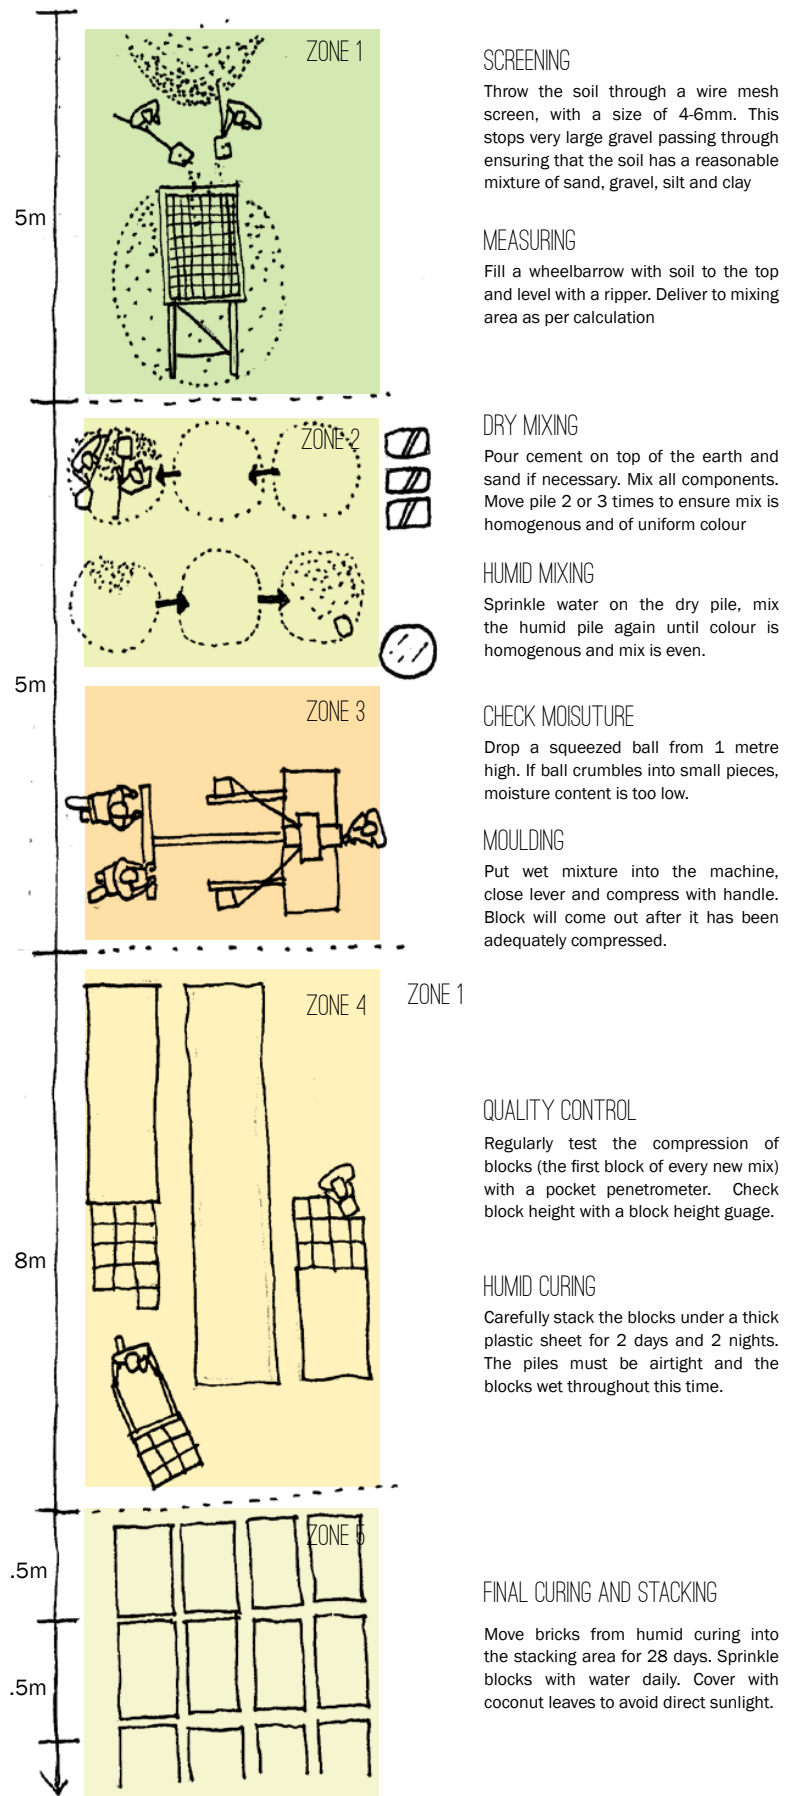 ZONE 1
SCREENING
Throw the soil through a wire mesh
screen, with a size of 4-6mm. This
stops very large gravel passing through
ensuring that the soil has a reasonable
mixture of sand, gravel, silt and clay
5m
MEASURING
Fill a wheelbarrow with soil to the top
and level with a ripper. Deliver to mixing
area as per calculation
ZONE 2
DRY MIXING
Pour cement on top of the earth and
sand if necessary. Mix all components.
Move pile 2 or 3 times to ensure mix is
homogenous and of uniform colour
HUMID MIXING
Sprinkle water on the dry pile, mix
the humid pile again until colour is
homogenous and mix is even.
5m
ZONE 3
CHECK MOISUTURE
Drop a squeezed ball from 1 metre
high. If ball crumbles into small pieces,
moisture content is too low.
MOULDING
Put wet mixture into the machine,
close lever and compress with handle.
Block will come out after it has been
adequately compressed.
ZONE 4
ZONE 1
QUALITY CONTROL
Regularly test the compression of
blocks (the first block of every new mix)
with a pocket penetrometer. Check
block height with a block height guage.
8m
HUMID CURING
Carefully stack the blocks under a thick
plastic sheet for 2 days and 2 nights.
The piles must be airtight and the
blocks wet throughout this time.
ZONE 5
.5m
FINAL CURING AND STACKING
Move bricks from humid curing into
the stacking area for 28 days. Sprinkle
blocks with water daily. Cover with
coconut leaves to avoid direct sunlight.
.5m